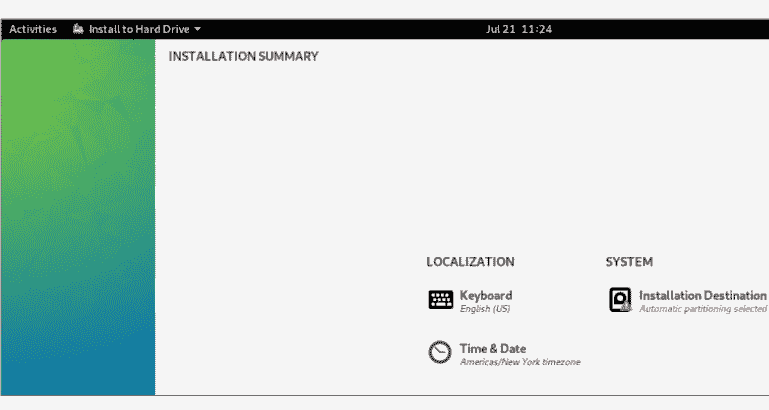 Activities Install to Hard Drive Jul 21 11:24
INSTALLATION SUMMARY
LOCALIZATION SYSTEM
Keyboard Installation Destination
English (US) Automatic partitioning selected
Time & Date
Americas/New York timezone